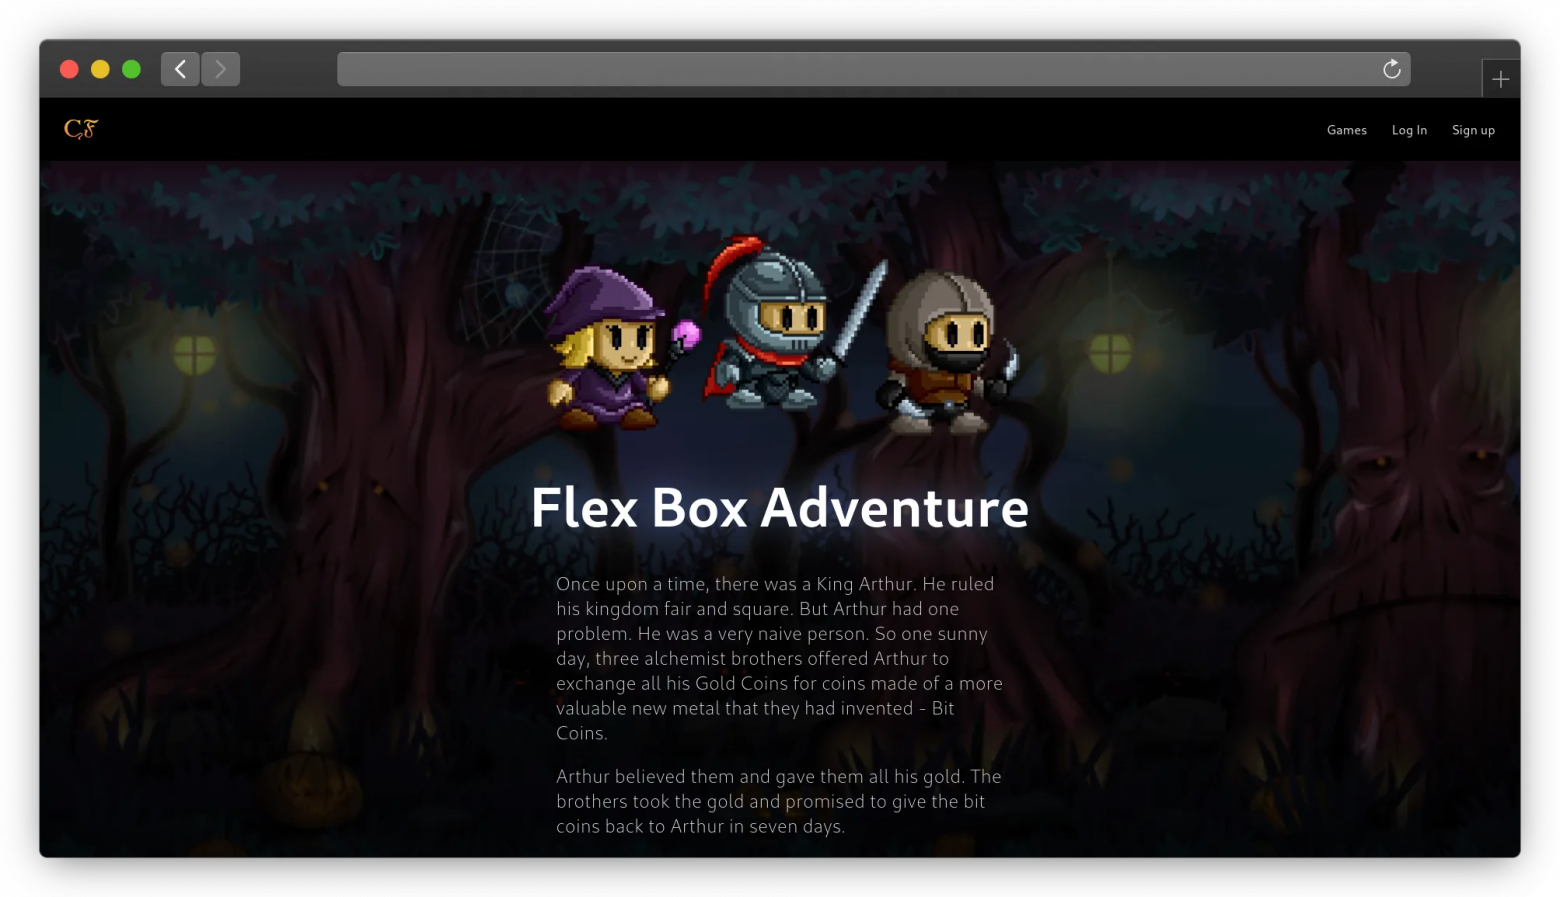 CF
Games Log In Sign up
Flex Box Adventure
Once upon a time, there was a King Arthur. He ruled
his kingdom fair and square. But Arthur had one
problem. He was a very naive person. So one sunny
day, three alchemist brothers offered Arthur to
exchange all his Gold Coins for coins made of a more
valuable new metal that they had invented - Bit
Coins.
Arthur believed them and gave them all his gold. The
brothers took the gold and promised to give the bit
coins back to Arthur in seven days.